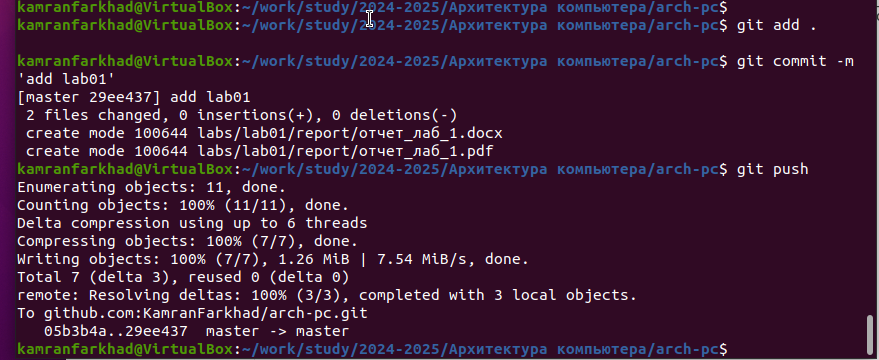 kamranfarkhad@VirtualBox:~/work/study/2024-2025/Архитектура компьютера/arch-pc$
kamranfarkhad@VirtualBox:~/work/study/2024-2025/Архитектура компьютера/arch-pc$ git add .
kamranfarkhad@VirtualBox:~/work/study/2024-2025/Архитектура компьютера/arch-pc$ git commit -m
'add lab01'
[master 29ee437] add lab01
 2 files changed, 0 insertions(+), 0 deletions(-)
 create mode 100644 labs/lab01/report/отчет_лаб_1.docx
 create mode 100644 labs/lab01/report/отчет_лаб_1.pdf
kamranfarkhad@VirtualBox:~/work/study/2024-2025/Архитектура компьютера/arch-pc$ git push
Enumerating objects: 11, done.
Counting objects: 100% (11/11), done.
Delta compression using up to 6 threads
Compressing objects: 100% (7/7), done.
Writing objects: 100% (7/7), 1.26 MiB | 7.54 MiB/s, done.
Total 7 (delta 3), reused 0 (delta 0)
remote: Resolving deltas: 100% (3/3), completed with 3 local objects.
To github.com:KamranFarkhad/arch-pc.git
   05b3b4a..29ee437  master -> master
kamranfarkhad@VirtualBox:~/work/study/2024-2025/Архитектура компьютера/arch-pc$